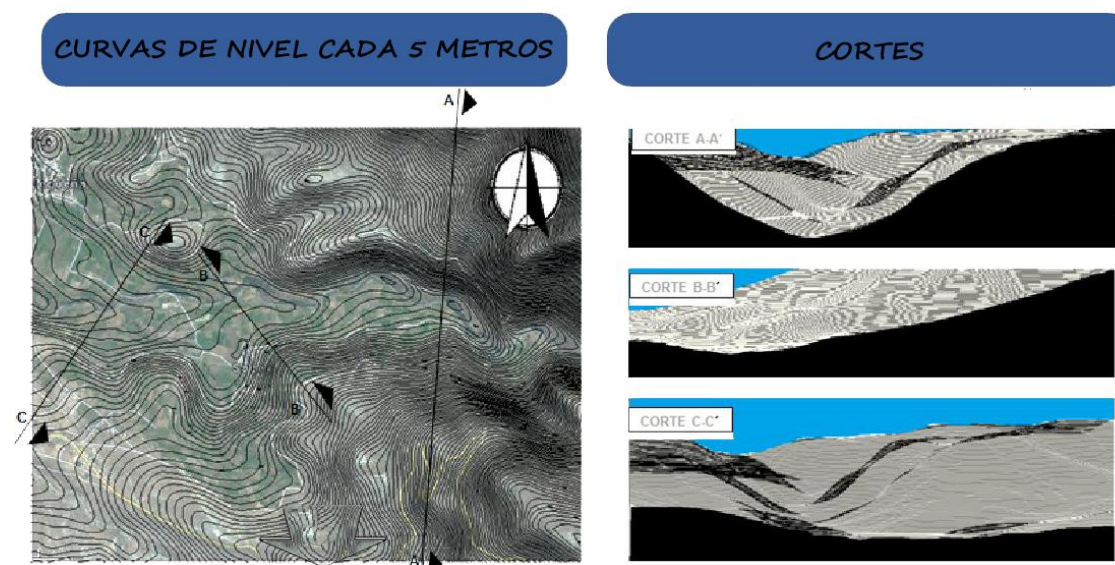 CURVAS DE NIVEL CADA 5 METROS
CORTES
A
C
B
B
C
A'
CORTE A-A'
CORTE B-B'
CORTE C-C'